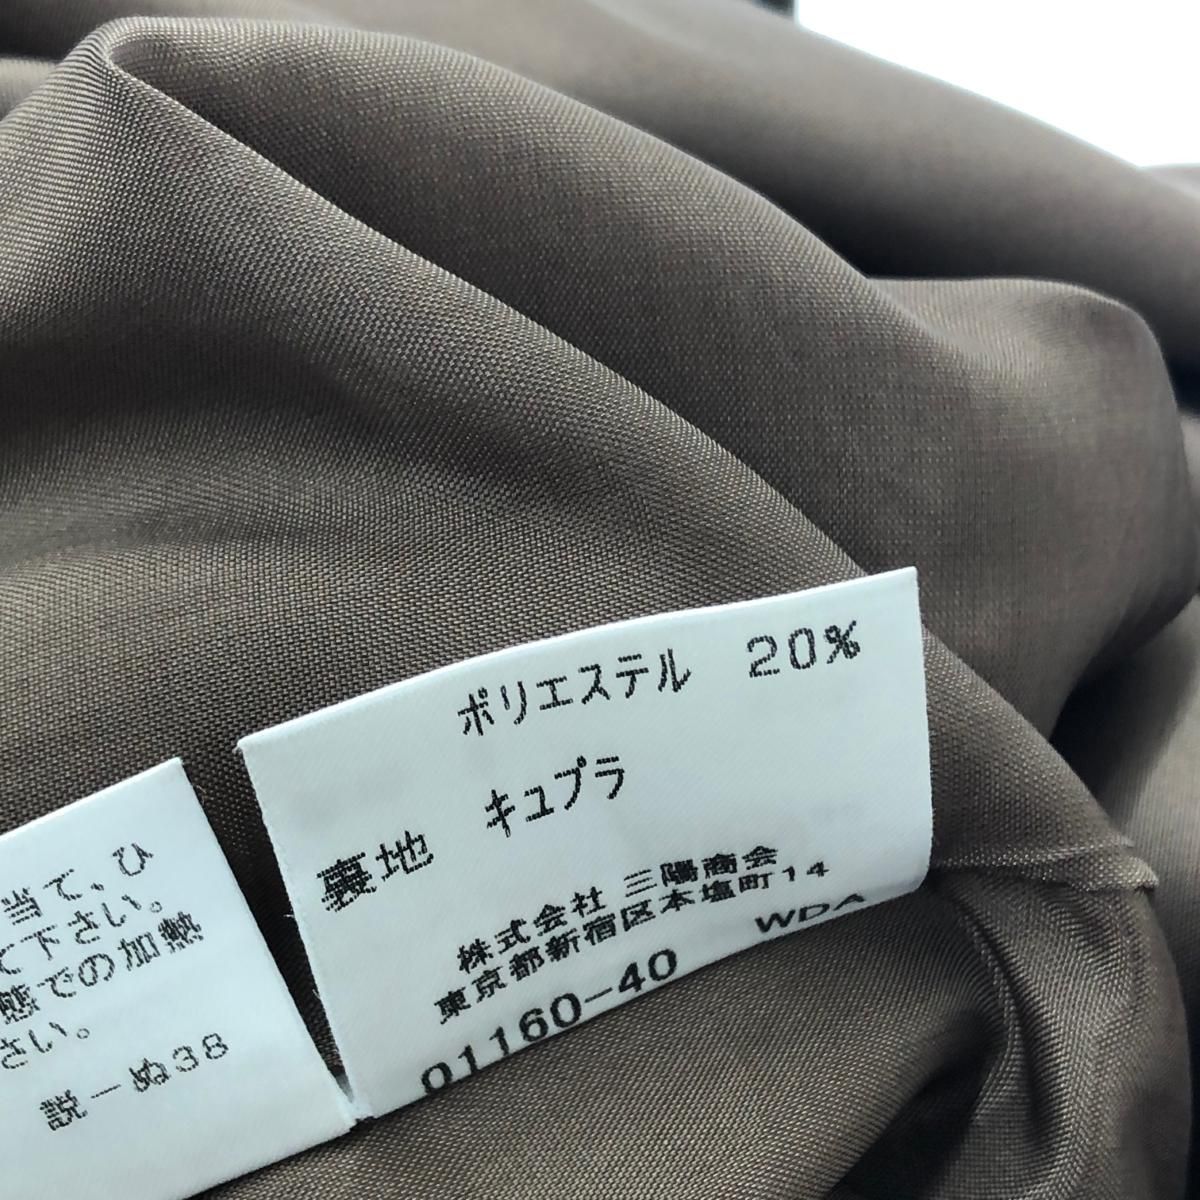 ポリエステル 20%
裏地 キュプラ
株式会社 三陽商会
東京都新宿区本塩町14
01160-40 WDA
当て、ひ
て下さい。
態での加熱
さい。
説-ぬ38